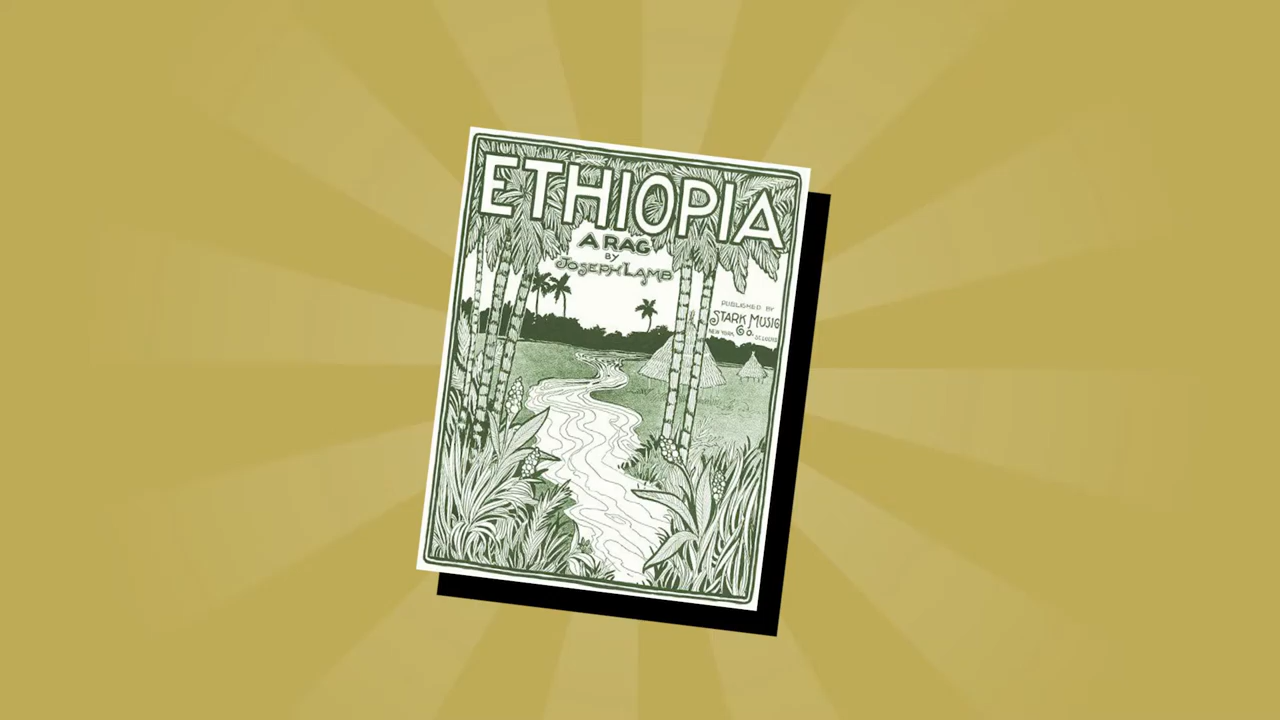 ETHIOPIA
A RAG
BY
JOSEPH LAMB
PUBLISHED BY
STARK MUSIC
Co.
NEW YORK. ST. LOUIS